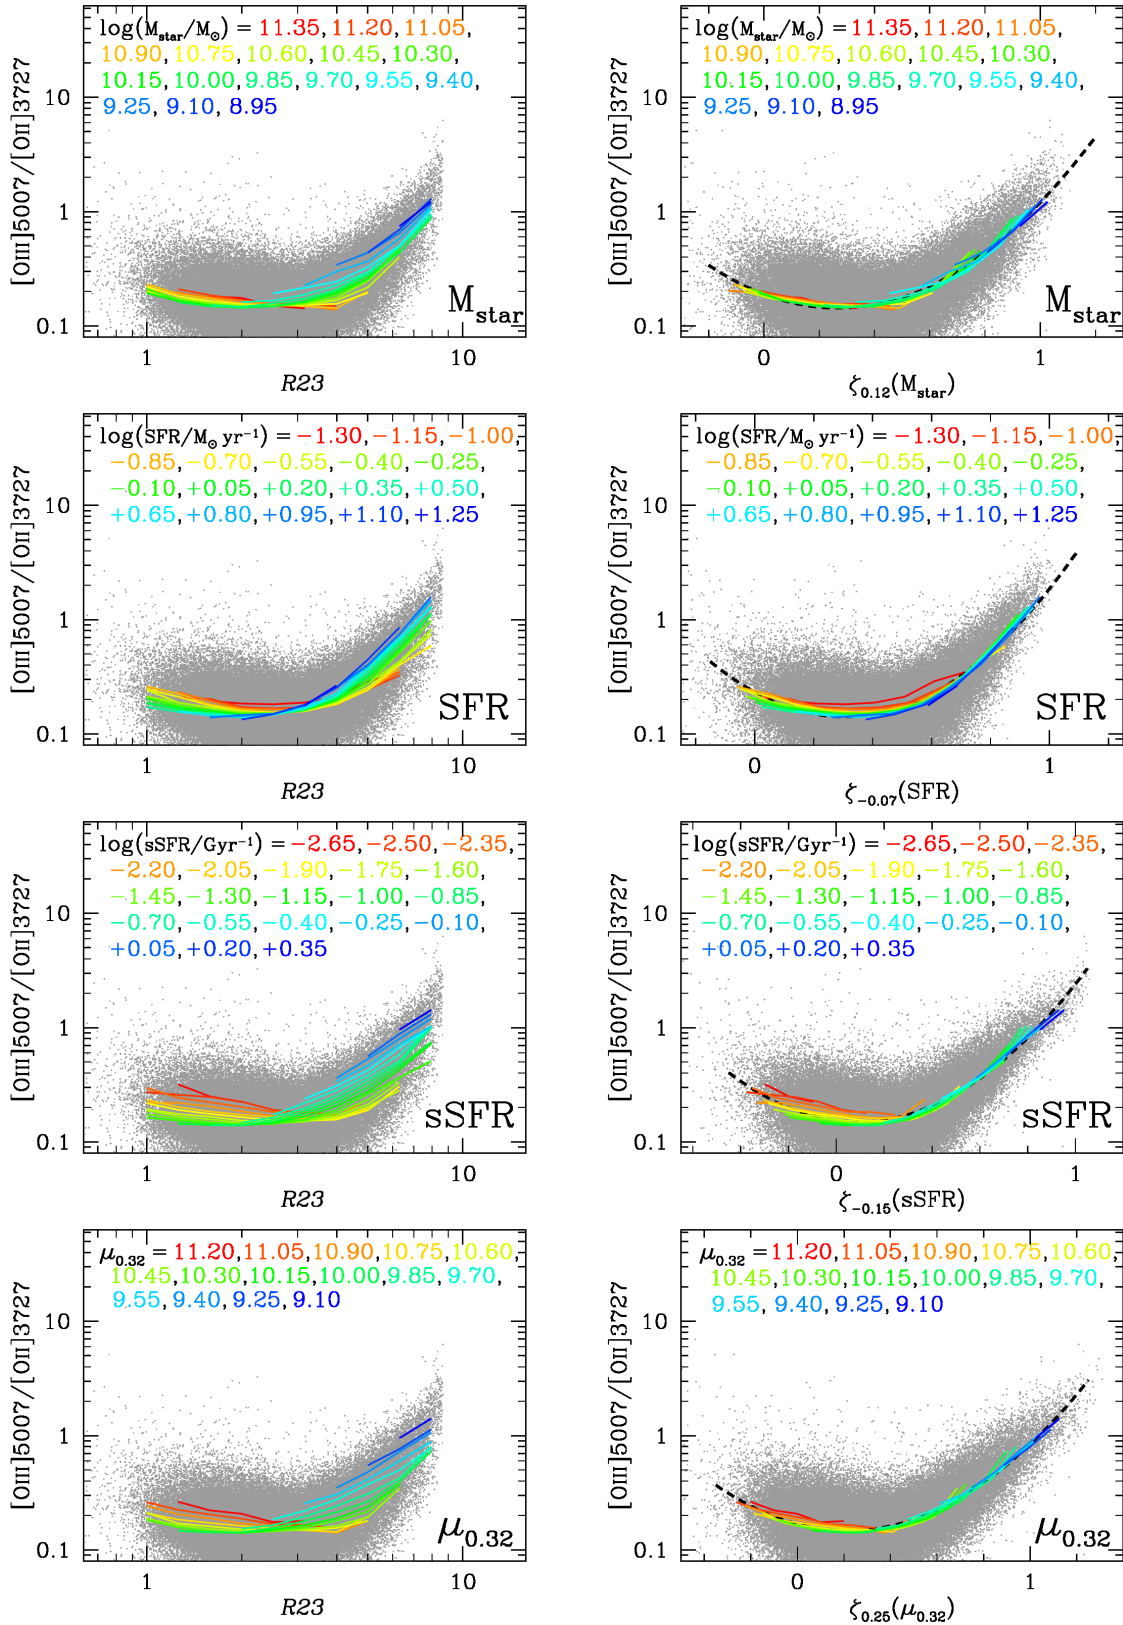 log(Mstar/M⊙) = 11.35, 11.20, 11.05,
10.90, 10.75, 10.60, 10.45, 10.30,
10.15, 10.00, 9.85, 9.70, 9.55, 9.40,
9.25, 9.10, 8.95
[OIII]5007/[OII]3727
10
1
0.1
Mstar
1 10
R23
log(Mstar/M⊙) = 11.35, 11.20, 11.05,
10.90, 10.75, 10.60, 10.45, 10.30,
10.15, 10.00, 9.85, 9.70, 9.55, 9.40,
9.25, 9.10, 8.95
[OIII]5007/[OII]3727
10
1
0.1
Mstar
0 1
ζ0.12(Mstar)
log(SFR/M⊙ yr−1) = −1.30, −1.15, −1.00,
−0.85, −0.70, −0.55, −0.40, −0.25,
−0.10, +0.05, +0.20, +0.35, +0.50,
+0.65, +0.80, +0.95, +1.10, +1.25
[OIII]5007/[OII]3727
10
1
0.1
SFR
1 10
R23
log(SFR/M⊙ yr−1) = −1.30, −1.15, −1.00,
−0.85, −0.70, −0.55, −0.40, −0.25,
−0.10, +0.05, +0.20, +0.35, +0.50,
+0.65, +0.80, +0.95, +1.10, +1.25
[OIII]5007/[OII]3727
10
1
0.1
SFR
0 1
ζ−0.07(SFR)
log(sSFR/Gyr−1) = −2.65, −2.50, −2.35,
−2.20, −2.05, −1.90, −1.75, −1.60,
−1.45, −1.30, −1.15, −1.00, −0.85,
−0.70, −0.55, −0.40, −0.25, −0.10,
+0.05, +0.20, +0.35
[OIII]5007/[OII]3727
10
1
0.1
sSFR
1 10
R23
log(sSFR/Gyr−1) = −2.65, −2.50, −2.35,
−2.20, −2.05, −1.90, −1.75, −1.60,
−1.45, −1.30, −1.15, −1.00, −0.85,
−0.70, −0.55, −0.40, −0.25, −0.10,
+0.05, +0.20, +0.35
[OIII]5007/[OII]3727
10
1
0.1
sSFR
0 1
ζ−0.15(sSFR)
μ0.32 = 11.20, 11.05, 10.90, 10.75, 10.60,
10.45, 10.30, 10.15, 10.00, 9.85, 9.70,
9.55, 9.40, 9.25, 9.10
[OIII]5007/[OII]3727
10
1
0.1
μ0.32
1 10
R23
μ0.32 = 11.20, 11.05, 10.90, 10.75, 10.60,
10.45, 10.30, 10.15, 10.00, 9.85, 9.70,
9.55, 9.40, 9.25, 9.10
[OIII]5007/[OII]3727
10
1
0.1
μ0.32
0 1
ζ0.25(μ0.32)